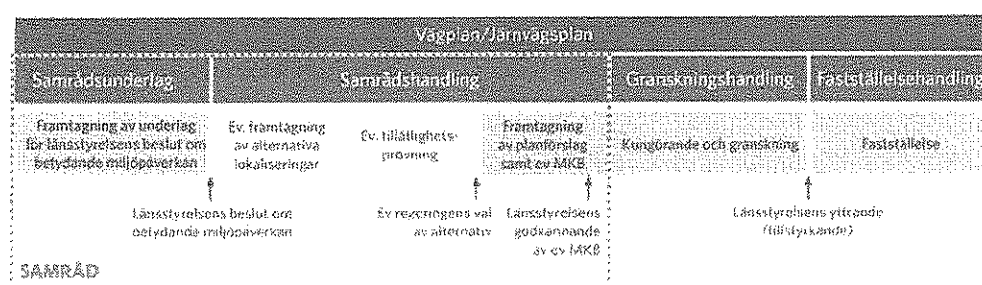 Vägplan/Järnvägsplan
Samrådsunderlag
Samrådshandling
Granskningshandling
Fastställelsehandling
Framtagning av underlag
för länsstyrelsens beslut om
betydande miljöpåverkan
Ev. framtagning
av alternativa
lokaliseringar
Ev. tillåtlighets-
prövning
Framtagning
av planförslag
samt ev MKB
Kungörande och granskning
Fastställelse
Länsstyrelsens beslut om
betydande miljöpåverkan
Ev regeringens val
av alternativ
Länsstyrelsens
godkännande
av ev MKB
Länsstyrelsens yttrande
(tillstyrkande)
SAMRÅD